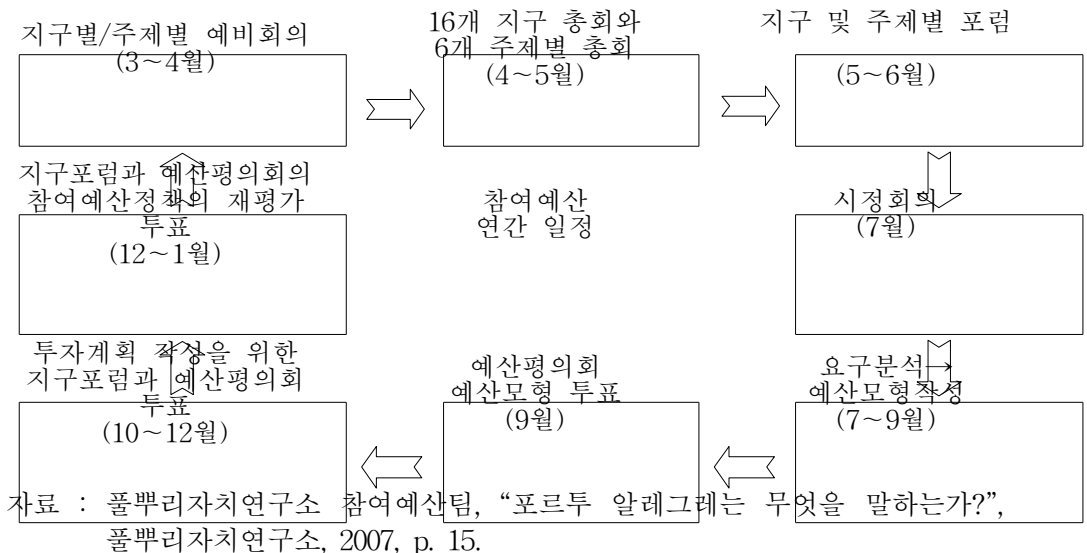 지구별/주제별 예비회의
(3~4월)
16개 지구 총회와
6개 주제별 총회
(4~5월)
지구 및 주제별 포럼
(5~6월)
지구포럼과 예산평의회의
참여예산정책의 재평가
투표
(12~1월)
참여예산
연간 일정
시정회의
(7월)
투자계획 작성을 위한
지구포럼과 예산평의회
투표
(10~12월)
예산평의회
예산모형 투표
(9월)
요구분석→
예산모형작성
(7~9월)
자료 : 풀뿌리자치연구소 참여예산팀, “포르투 알레그레는 무엇을 말하는가?”,
풀뿌리자치연구소, 2007, p. 15.